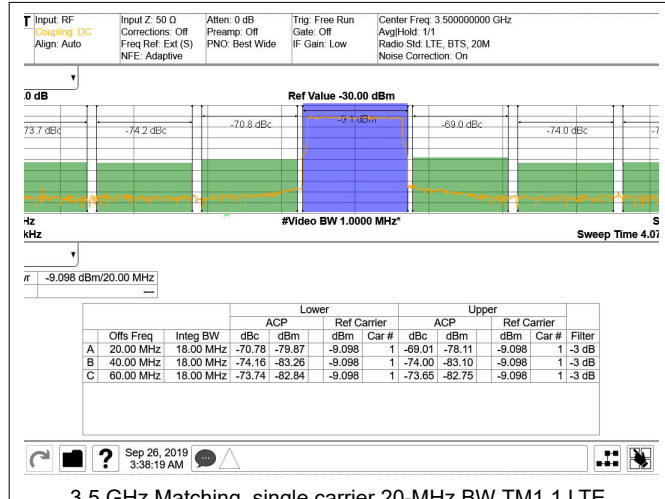 Input: RF Input Z: 50 Ω Atten: 0 dB Trig: Free Run Center Freq: 3.500000000 GHz
Coupling: DC Corrections: Off Preamp: Off Gate: Off Avg|Hold: 1/1
Align: Auto Freq Ref: Ext (S) PNO: Best Wide IF Gain: Low Radio Std: LTE, BTS, 20M
NFE: Adaptive Noise Correction: On
.0 dB Ref Value -30.00 dBm
73.7 dBc -74.2 dBc -70.8 dBc -9.1 dBm -69.0 dBc -74.0 dBc -7
Hz #Video BW 1.0000 MHz* S
kHz Sweep Time 4.07
-9.098 dBm/20.00 MHz
---
Lower Upper
ACP Ref Carrier ACP Ref Carrier
Offs Freq Integ BW dBc dBm dBm Car # dBc dBm dBm Car # Filter
A 20.00 MHz 18.00 MHz -70.78 -79.87 -9.098 1 -69.01 -78.11 -9.098 1 -3 dB
B 40.00 MHz 18.00 MHz -74.16 -83.26 -9.098 1 -74.00 -83.10 -9.098 1 -3 dB
C 60.00 MHz 18.00 MHz -73.74 -82.84 -9.098 1 -73.65 -82.75 -9.098 1 -3 dB
? Sep 26, 2019
3:38:19 AM
3.5 GHz Matching, single carrier 20-MHz BW TM1.1 LTE